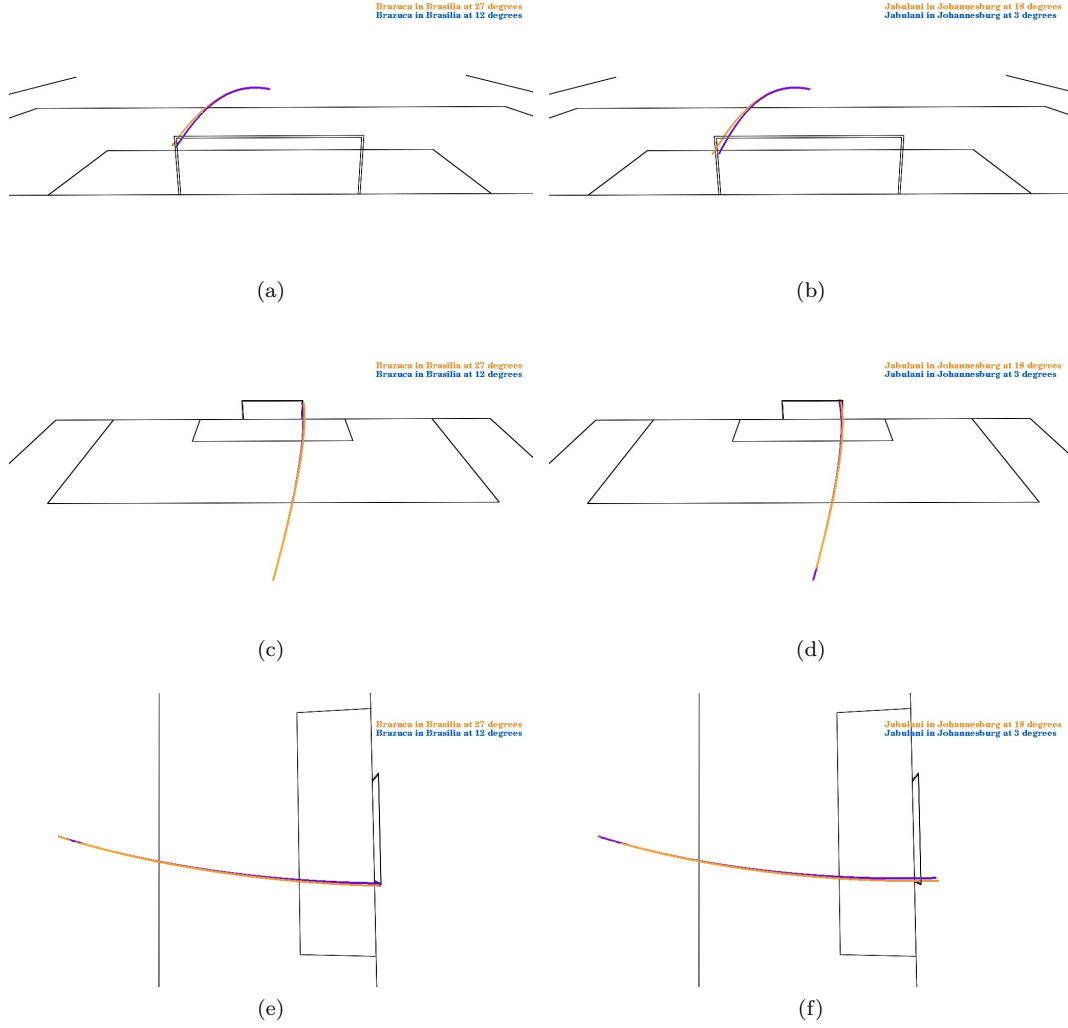 Brazuca in Brasilia at 27 degrees
Brazuca in Brasilia at 12 degrees
Jabulani in Johannesburg at 18 degrees
Jabulani in Johannesburg at 3 degrees
(a)
(b)
Brazuca in Brasilia at 27 degrees
Brazuca in Brasilia at 12 degrees
Jabulani in Johannesburg at 18 degrees
Jabulani in Johannesburg at 3 degrees
(c)
(d)
Brazuca in Brasilia at 27 degrees
Brazuca in Brasilia at 12 degrees
Jabulani in Johannesburg at 18 degrees
Jabulani in Johannesburg at 3 degrees
(e)
(f)